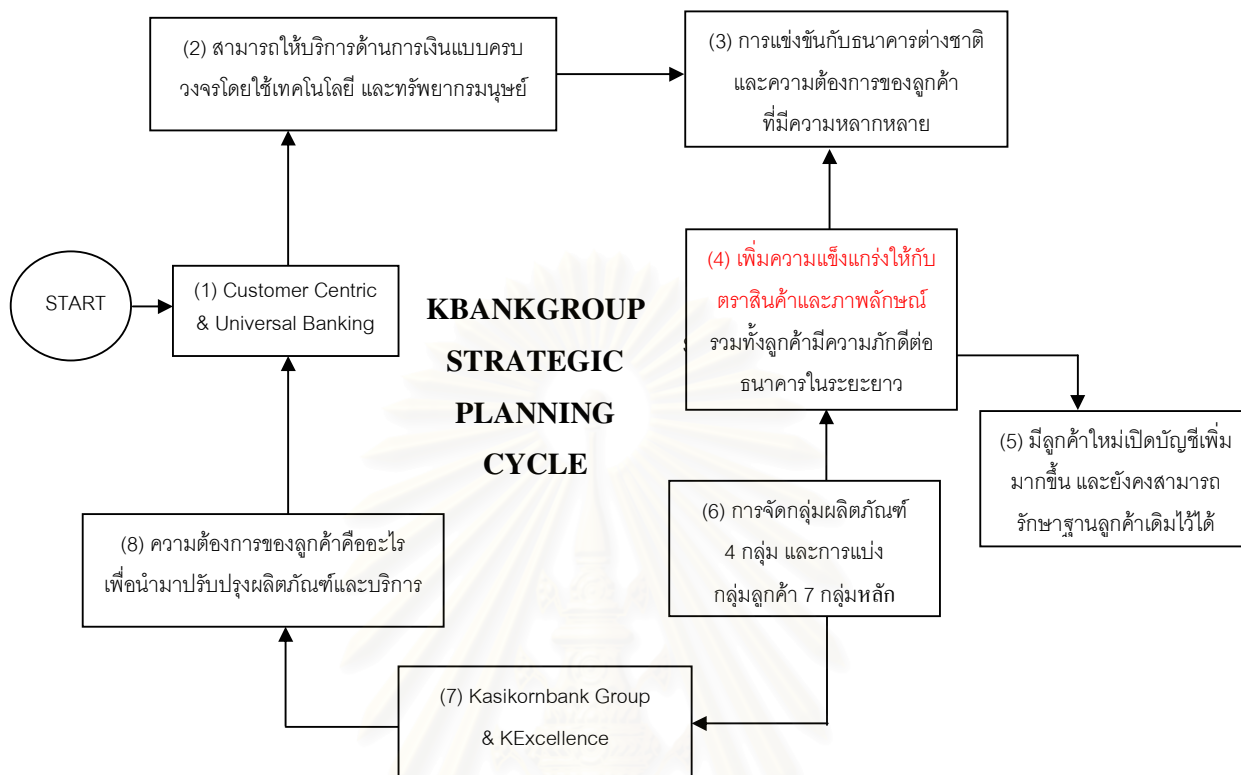 (2) สามารถให้บริการด้านการเงินแบบครบ
วงจรโดยใช้เทคโนโลยี และทรัพยากรมนุษย์
(3) การแข่งขันกับธนาคารต่างชาติ
และความต้องการของลูกค้า
ที่มีความหลากหลาย
START
(1) Customer Centric
& Universal Banking
KBANKGROUP
STRATEGIC
PLANNING
CYCLE
(4) เพิ่มความแข็งแกร่งให้กับ
ตราสินค้าและภาพลักษณ์
รวมทั้งลูกค้ามีความภักดีต่อ
ธนาคารในระยะยาว
(5) มีลูกค้าใหม่เปิดบัญชีเพิ่ม
มากขึ้น และยังคงสามารถ
รักษาฐานลูกค้าเดิมไว้ได้
(6) การจัดกลุ่มผลิตภัณฑ์
4 กลุ่ม และการแบ่ง
กลุ่มลูกค้า 7 กลุ่มหลัก
(8) ความต้องการของลูกค้าคืออะไร
เพื่อนำมาปรับปรุงผลิตภัณฑ์และบริการ
(7) Kasikornbank Group
& KExcellence